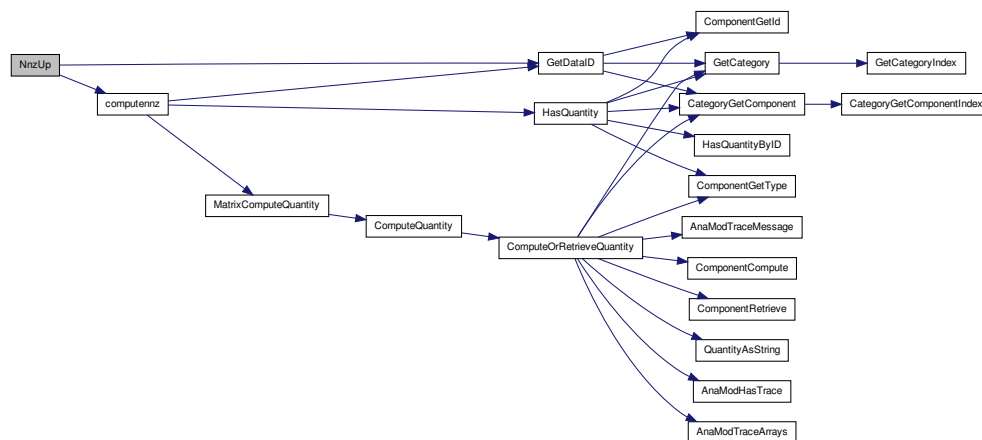 ComponentGetId
NnzUp
GetDataID
GetCategory
GetCategoryIndex
computennz
HasQuantity
CategoryGetComponent
CategoryGetComponentIndex
HasQuantityByID
ComponentGetType
MatrixComputeQuantity
ComputeQuantity
AnaModTraceMessage
ComputeOrRetrieveQuantity
ComponentCompute
ComponentRetrieve
QuantityAsString
AnaModHasTrace
AnaModTraceArrays